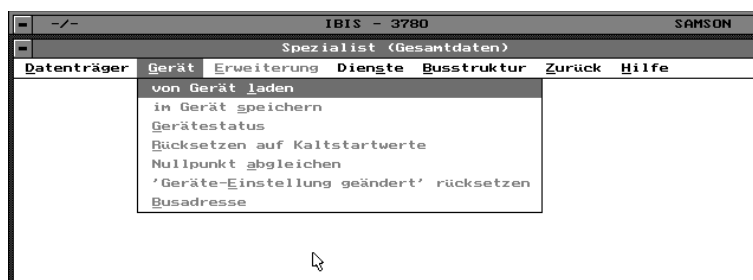 -/- IBIS - 3780 SAMSON
Spezialist (Gesamtdaten)
Datenträger Gerät Erweiterung Dienste Busstruktur Zurück Hilfe
von Gerät laden
im Gerät speichern
Gerätestatus
Rücksetzen auf Kaltstartwerte
Nullpunkt abgleichen
'Geräte-Einstellung geändert' rücksetzen
Busadresse